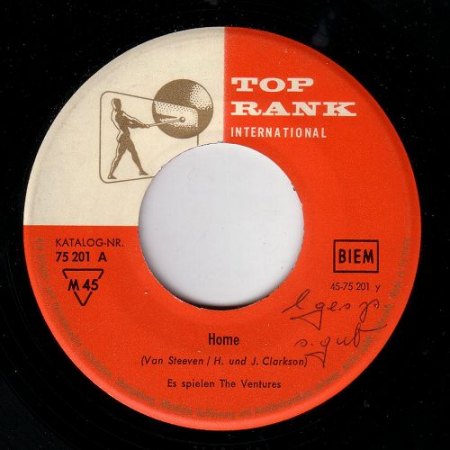 TOP
RANK
INTERNATIONAL
KATALOG-NR.
75 201 A
M 45
BIEM
45-75 201 y
s. gut
Home
(Van Steeven / H. und J. Clarkson)
Es spielen The Ventures